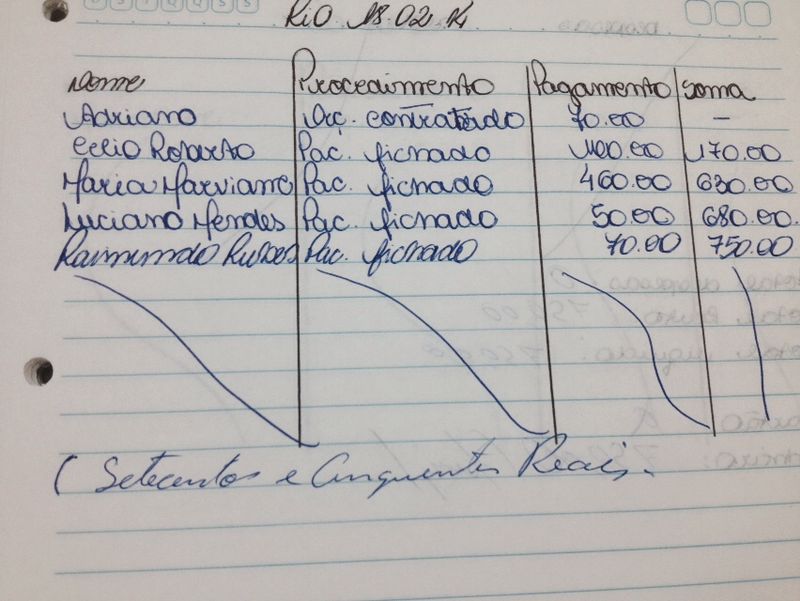 Rio 18.02.14
Nome Procedimento Pagamento Soma
Adriano Orç. contratado 70.00 –
Celio Roberto Pac. fichado 100.00 170.00
Maria Marviane Pac. fichado 460.00 630.00
Luciano Mendes Pac. fichado 50.00 680.00
Raimundo Pac. fichado 70.00 750.00
( Setecentos e Cinquenta Reais.